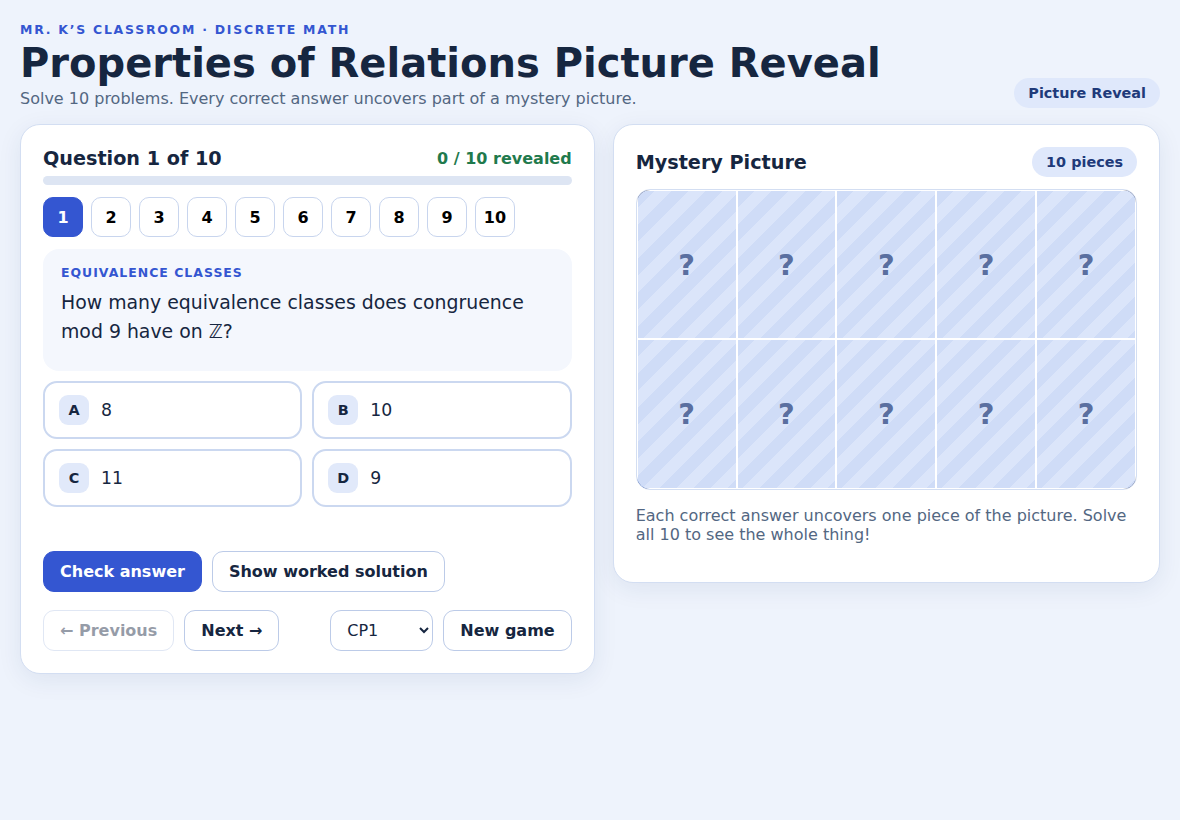 MR. K’S CLASSROOM · DISCRETE MATH
Properties of Relations Picture Reveal
Solve 10 problems. Every correct answer uncovers part of a mystery picture.
Picture Reveal
Question 1 of 10
0 / 10 revealed
1 2 3 4 5 6 7 8 9 10
EQUIVALENCE CLASSES
How many equivalence classes does congruence
mod 9 have on ℤ?
A 8
B 10
C 11
D 9
Check answer
Show worked solution
← Previous
Next →
CP1
New game
Mystery Picture
10 pieces
? ? ? ? ?
? ? ? ? ?
Each correct answer uncovers one piece of the picture. Solve
all 10 to see the whole thing!